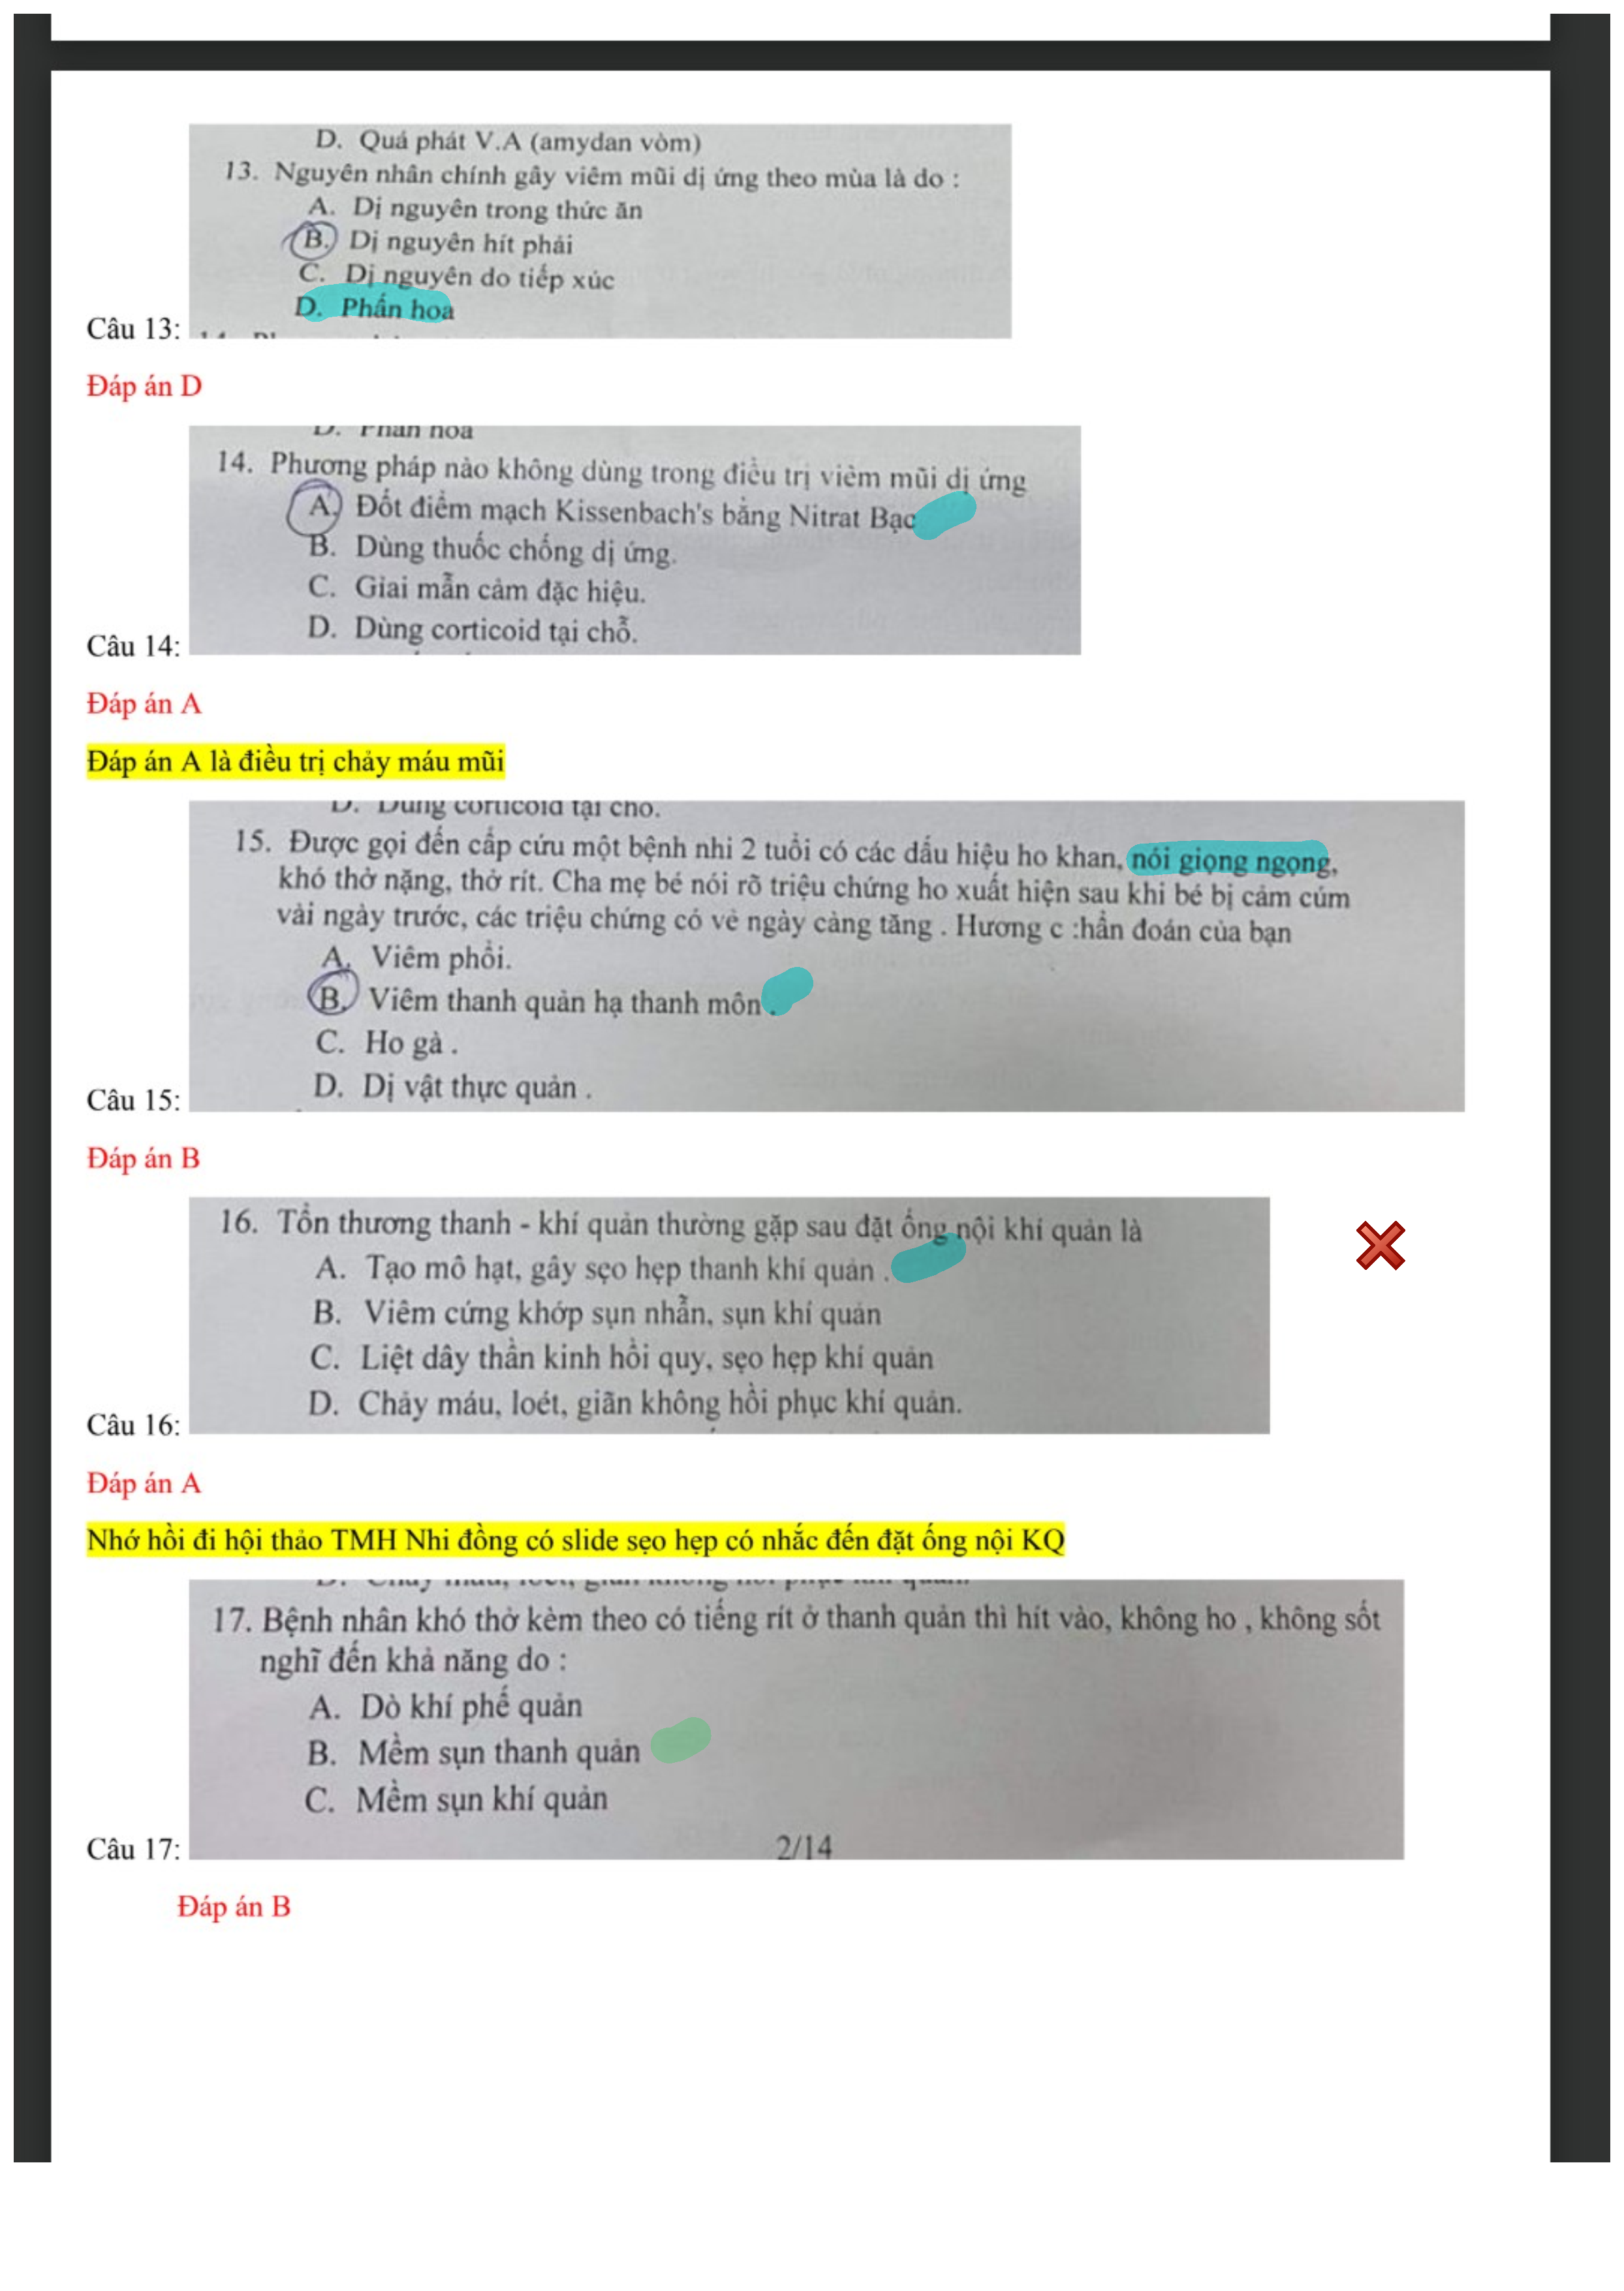 D. Quá phát V.A (amydan vòm)
13. Nguyên nhân chính gây viêm mũi dị ứng theo mùa là do :
A. Dị nguyên trong thức ăn
B. Dị nguyên hít phải
C. Dị nguyên do tiếp xúc
D. Phấn hoa
Câu 13:
Đáp án D
D. Phấn hoa
14. Phương pháp nào không dùng trong điều trị viêm mũi dị ứng
A. Đốt điểm mạch Kissenbach's bằng Nitrat Bạc
B. Dùng thuốc chống dị ứng.
C. Giai mẫn cảm đặc hiệu.
D. Dùng corticoid tại chỗ.
Câu 14:
Đáp án A
Đáp án A là điều trị chảy máu mũi
D. Dùng corticoid tại chỗ.
15. Được gọi đến cấp cứu một bệnh nhi 2 tuổi có các dấu hiệu ho khan, nói giọng ngọng,
khó thở nặng, thở rít. Cha mẹ bé nói rõ triệu chứng ho xuất hiện sau khi bé bị cảm cúm
vài ngày trước, các triệu chứng có vẻ ngày càng tăng . Hương c :hẩn đoán của bạn
A. Viêm phổi.
B. Viêm thanh quản hạ thanh môn .
C. Ho gà .
D. Dị vật thực quản .
Câu 15:
Đáp án B
16. Tổn thương thanh - khí quản thường gặp sau đặt ống nội khí quản là
A. Tạo mô hạt, gây sẹo hẹp thanh khí quản .
B. Viêm cứng khớp sụn nhẫn, sụn khí quản
C. Liệt dây thần kinh hồi quy, sẹo hẹp khí quản
D. Chảy máu, loét, giãn không hồi phục khí quản.
Câu 16:
Đáp án A
Nhớ hồi đi hội thảo TMH Nhi đồng có slide sẹo hẹp có nhắc đến đặt ống nội KQ
D. Chảy máu, loét, giãn không hồi phục khí quản.
17. Bệnh nhân khó thở kèm theo có tiếng rít ở thanh quản thì hít vào, không ho , không sốt
nghĩ đến khả năng do :
A. Dò khí phế quản
B. Mềm sụn thanh quản
C. Mềm sụn khí quản
2/14
Câu 17:
Đáp án B